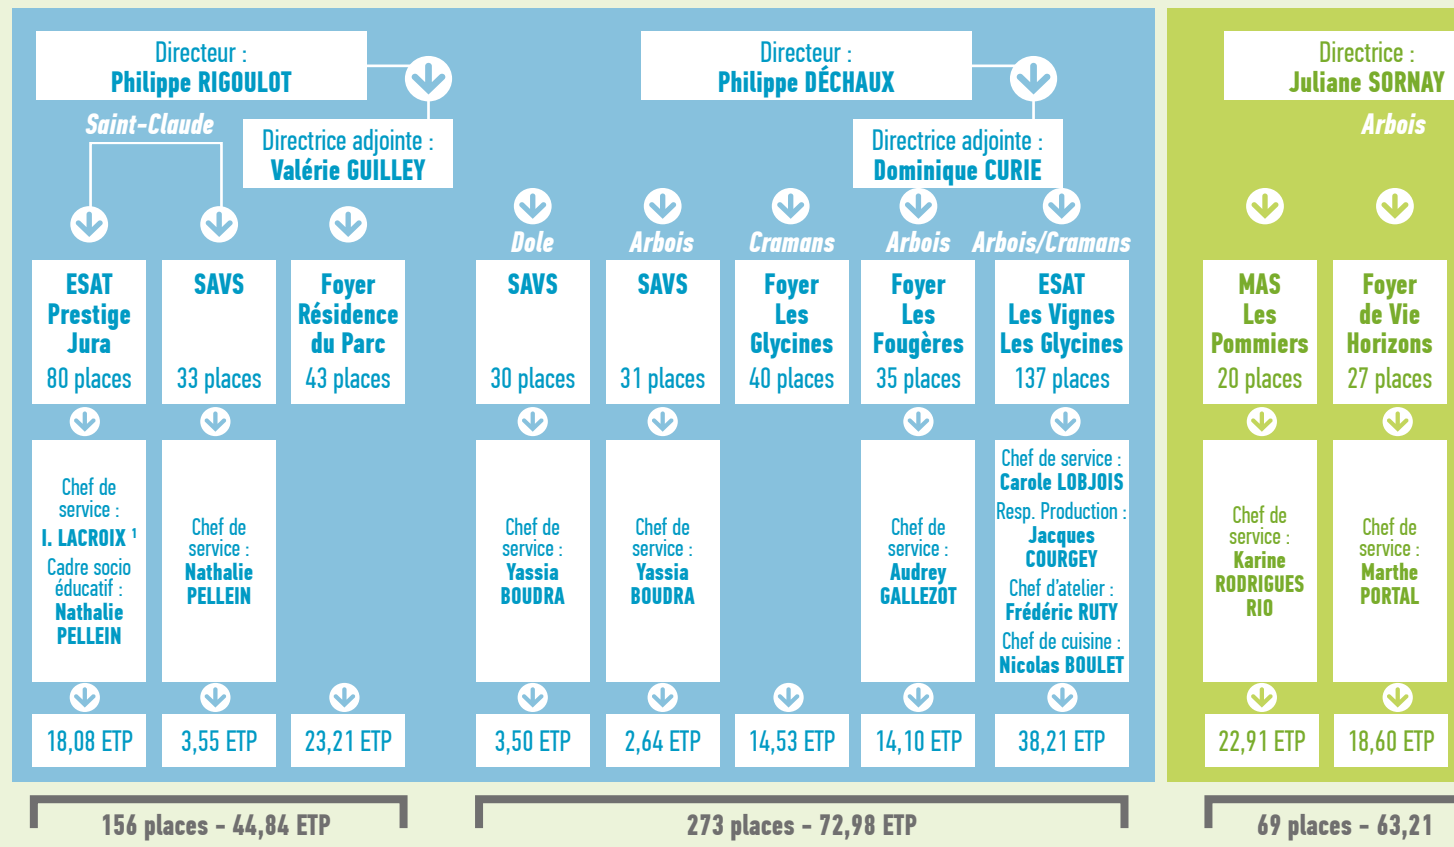 Directeur :
Philippe RIGOULOT
Saint-Claude
Directrice adjointe :
Valérie GUILLEY
ESAT
Prestige
Jura
80 places
SAVS
33 places
Foyer
Résidence
du Parc
43 places
Chef de
service :
I. LACROIX ¹
Cadre socio
éducatif :
Nathalie
PELLEIN
Chef de
service :
Nathalie
PELLEIN
18,08 ETP
3,55 ETP
23,21 ETP
156 places - 44,84 ETP
Directeur :
Philippe DÉCHAUX
Directrice adjointe :
Dominique CURIE
Dole
Arbois
Cramans
Arbois
Arbois/Cramans
SAVS
30 places
SAVS
31 places
Foyer
Les
Glycines
40 places
Foyer
Les
Fougères
35 places
ESAT
Les Vignes
Les Glycines
137 places
Chef de
service :
Yassia
BOUDRA
Chef de
service :
Yassia
BOUDRA
Chef de
service :
Audrey
GALLEZOT
Chef de service :
Carole LOBJOIS
Resp. Production :
Jacques
COURGEY
Chef d'atelier :
Frédéric RUTY
Chef de cuisine :
Nicolas BOULET
3,50 ETP
2,64 ETP
14,53 ETP
14,10 ETP
38,21 ETP
273 places - 72,98 ETP
Directrice :
Juliane SORNAY
Arbois
MAS
Les
Pommiers
20 places
Foyer
de Vie
Horizons
27 places
Chef de
service :
Karine
RODRIGUES
RIO
Chef de
service :
Marthe
PORTAL
22,91 ETP
18,60 ETP
69 places - 63,21